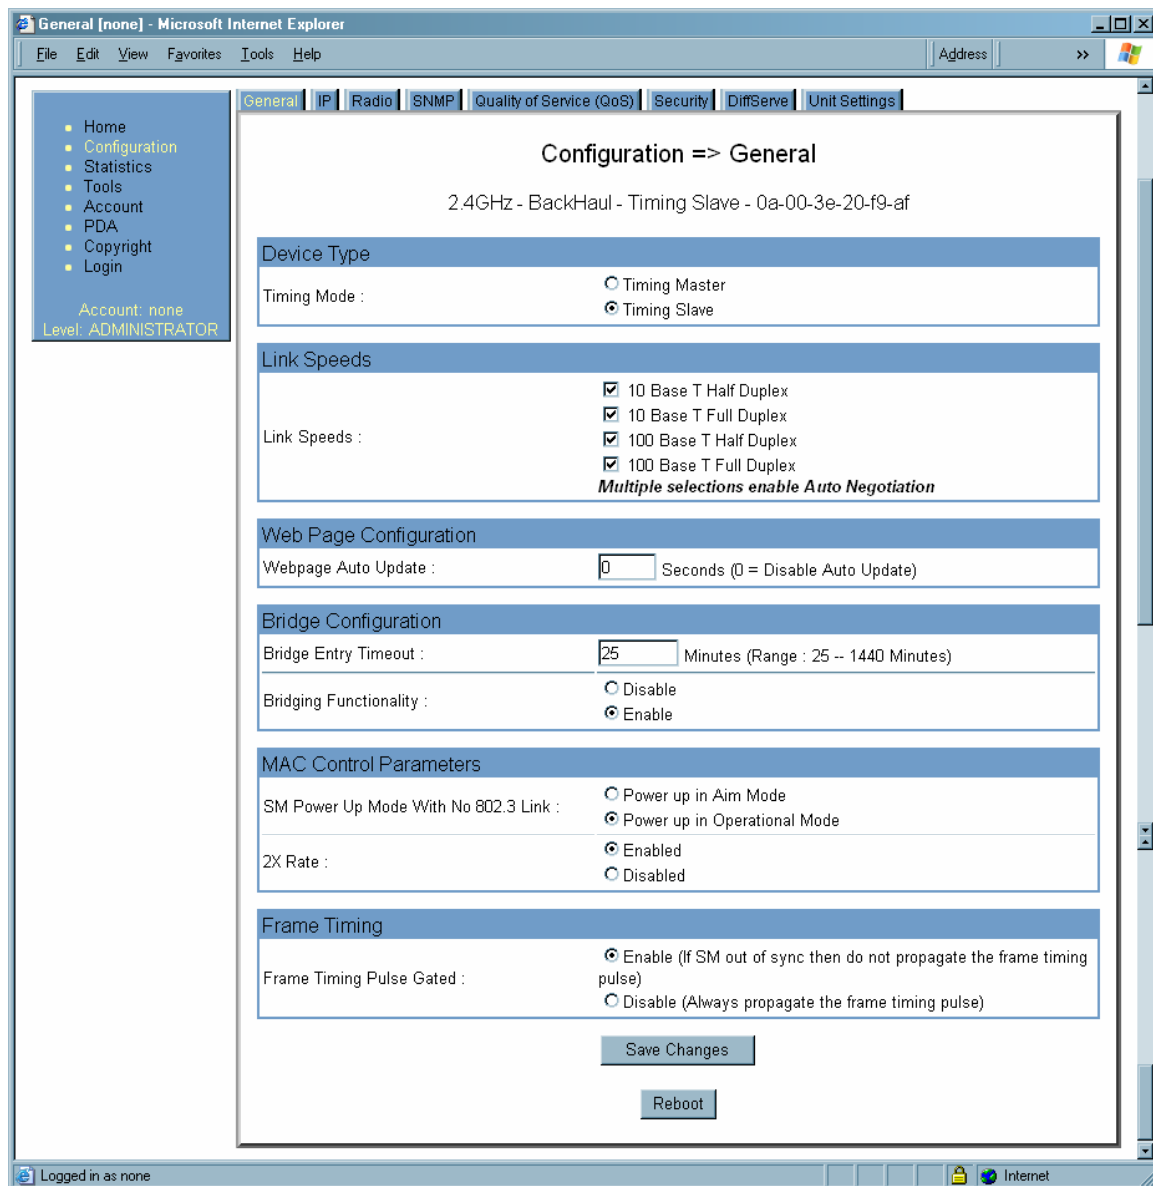 General [none] - Microsoft Internet Explorer
File Edit View Favorites Tools Help
Address
»
General IP Radio SNMP Quality of Service (QoS) Security DiffServe Unit Settings
Home
Configuration
Statistics
Tools
Account
PDA
Copyright
Login
Account: none
Level: ADMINISTRATOR
Configuration => General
2.4GHz - BackHaul - Timing Slave - 0a-00-3e-20-f9-af
Device Type
Timing Mode :
Timing Master
Timing Slave
Link Speeds
Link Speeds :
10 Base T Half Duplex
10 Base T Full Duplex
100 Base T Half Duplex
100 Base T Full Duplex
Multiple selections enable Auto Negotiation
Web Page Configuration
Webpage Auto Update : 0 Seconds (0 = Disable Auto Update)
Bridge Configuration
Bridge Entry Timeout : 25 Minutes (Range : 25 -- 1440 Minutes)
Bridging Functionality :
Disable
Enable
MAC Control Parameters
SM Power Up Mode With No 802.3 Link :
Power up in Aim Mode
Power up in Operational Mode
2X Rate :
Enabled
Disabled
Frame Timing
Frame Timing Pulse Gated :
Enable (If SM out of sync then do not propagate the frame timing
pulse)
Disable (Always propagate the frame timing pulse)
Save Changes
Reboot
Logged in as none
Internet